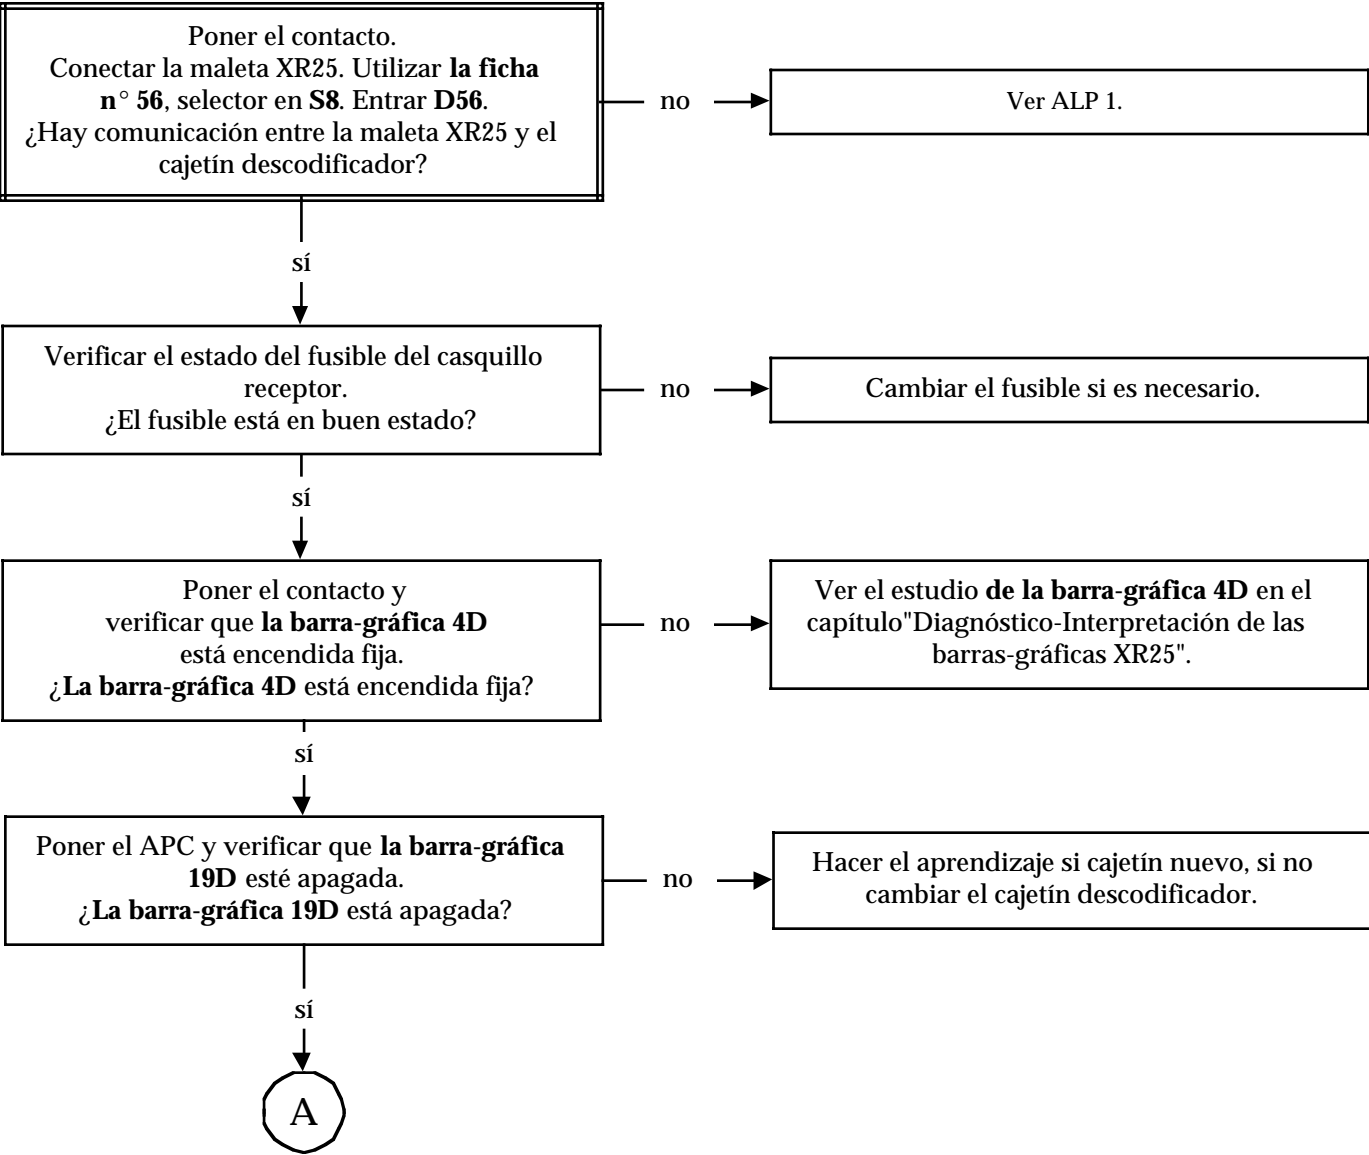 Poner el contacto.
Conectar la maleta XR25. Utilizar la ficha
n° 56, selector en S8. Entrar D56.
¿Hay comunicación entre la maleta XR25 y el
cajetín descodificador?
no
Ver ALP 1.
sí
Verificar el estado del fusible del casquillo
receptor.
¿El fusible está en buen estado?
no
Cambiar el fusible si es necesario.
sí
Poner el contacto y
verificar que la barra-gráfica 4D
está encendida fija.
¿La barra-gráfica 4D está encendida fija?
no
Ver el estudio de la barra-gráfica 4D en el
capítulo"Diagnóstico-Interpretación de las
barras-gráficas XR25".
sí
Poner el APC y verificar que la barra-gráfica
19D esté apagada.
¿La barra-gráfica 19D está apagada?
no
Hacer el aprendizaje si cajetín nuevo, si no
cambiar el cajetín descodificador.
sí
A